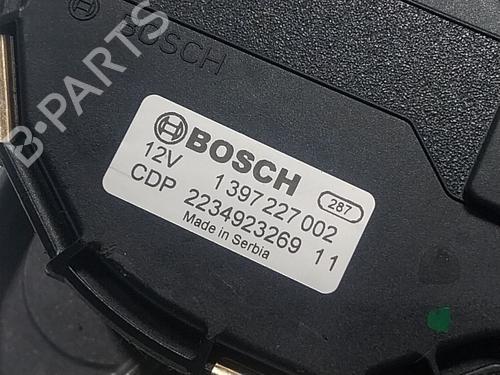 BOSCH
B-PARTS
BOSCH
12V 1 397 227 002 287
CDP 2234923269 11
Made in Serbia